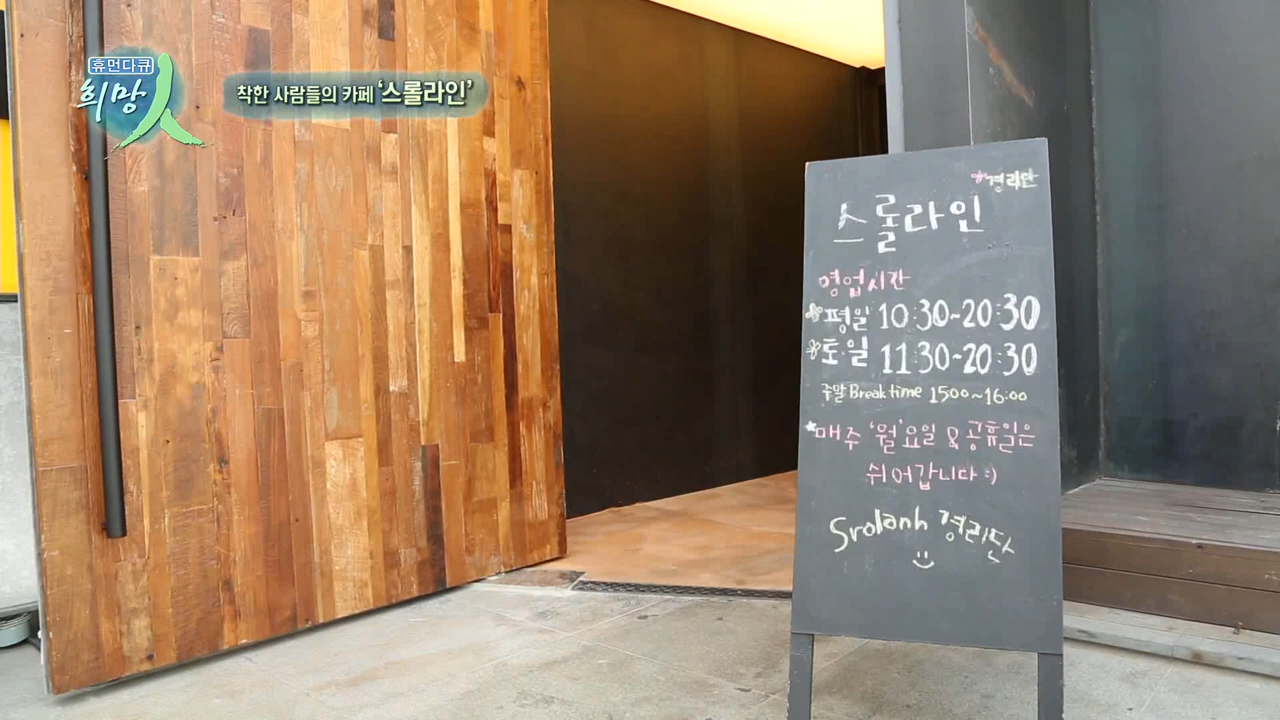 휴먼다큐
희망人
착한 사람들의 카페 '스롤라인'
경리단
스롤라인
영업시간
평일 10:30~20:30
토·일 11:30~20:30
주말 Break time 15:00~16:00
매주 '월'요일 & 공휴일은
쉬어갑니다 :)
Srolanh 경리단